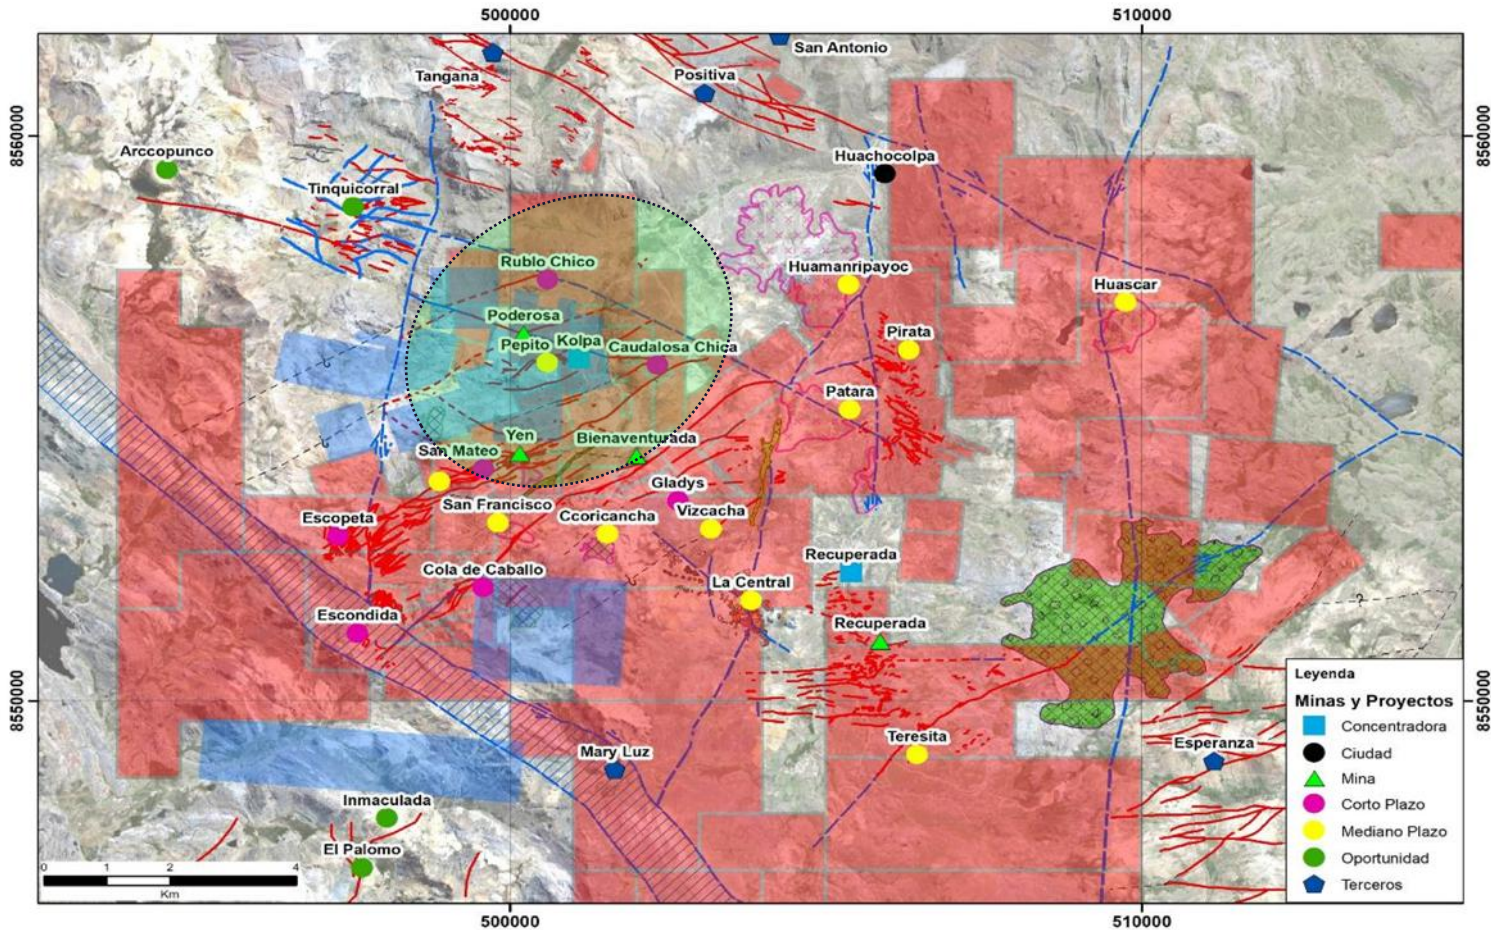 500000
510000
San Antonio
Tangana
Positiva
8560000
8560000
Arccopunco
Huachocolpa
Tinquicorral
Rublo Chico
Huamanripayoc
Huascar
Poderosa
Pirata
Pepito
Kolpa
Caudalosa Chica
Patara
Yen
Bienaventurada
San Mateo
Gladys
San Francisco
Ccoricancha
Vizcacha
Escopeta
Recuperada
Cola de Caballo
La Central
Escondida
Recuperada
?
8550000
8550000
Teresita
Esperanza
Mary Luz
Inmaculada
El Palomo
0 1 2 4
Km
Leyenda
Minas y Proyectos
Concentradora
Ciudad
Mina
Corto Plazo
Mediano Plazo
Oportunidad
Terceros
500000
510000